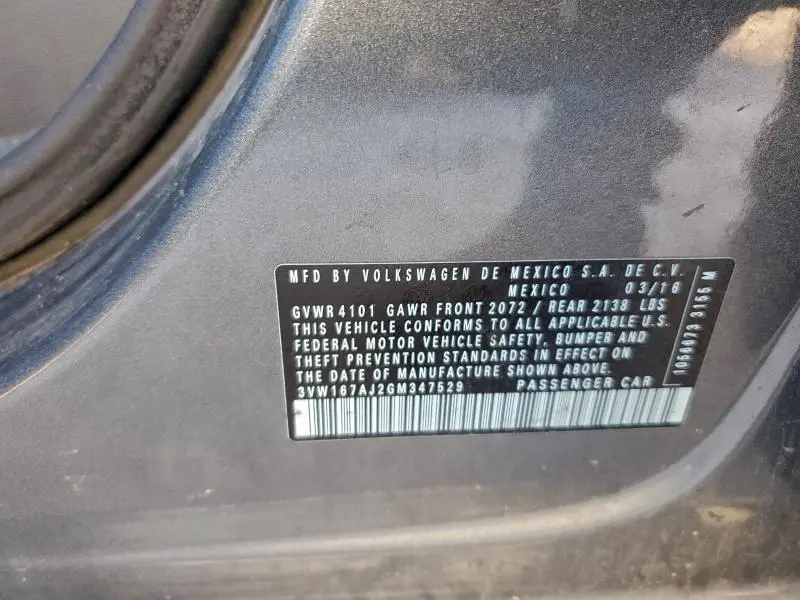 MFD BY VOLKSWAGEN DE MEXICO S.A. DE C.V.
MEXICO 03/16
GVWR 4101 GAWR FRONT 2072 / REAR 2138 LBS
THIS VEHICLE CONFORMS TO ALL APPLICABLE U.S.
FEDERAL MOTOR VEHICLE SAFETY, BUMPER AND
THEFT PREVENTION STANDARDS IN EFFECT ON
THE DATE OF MANUFACTURE SHOWN ABOVE.
3VW167AJ2GM347529 PASSENGER CAR